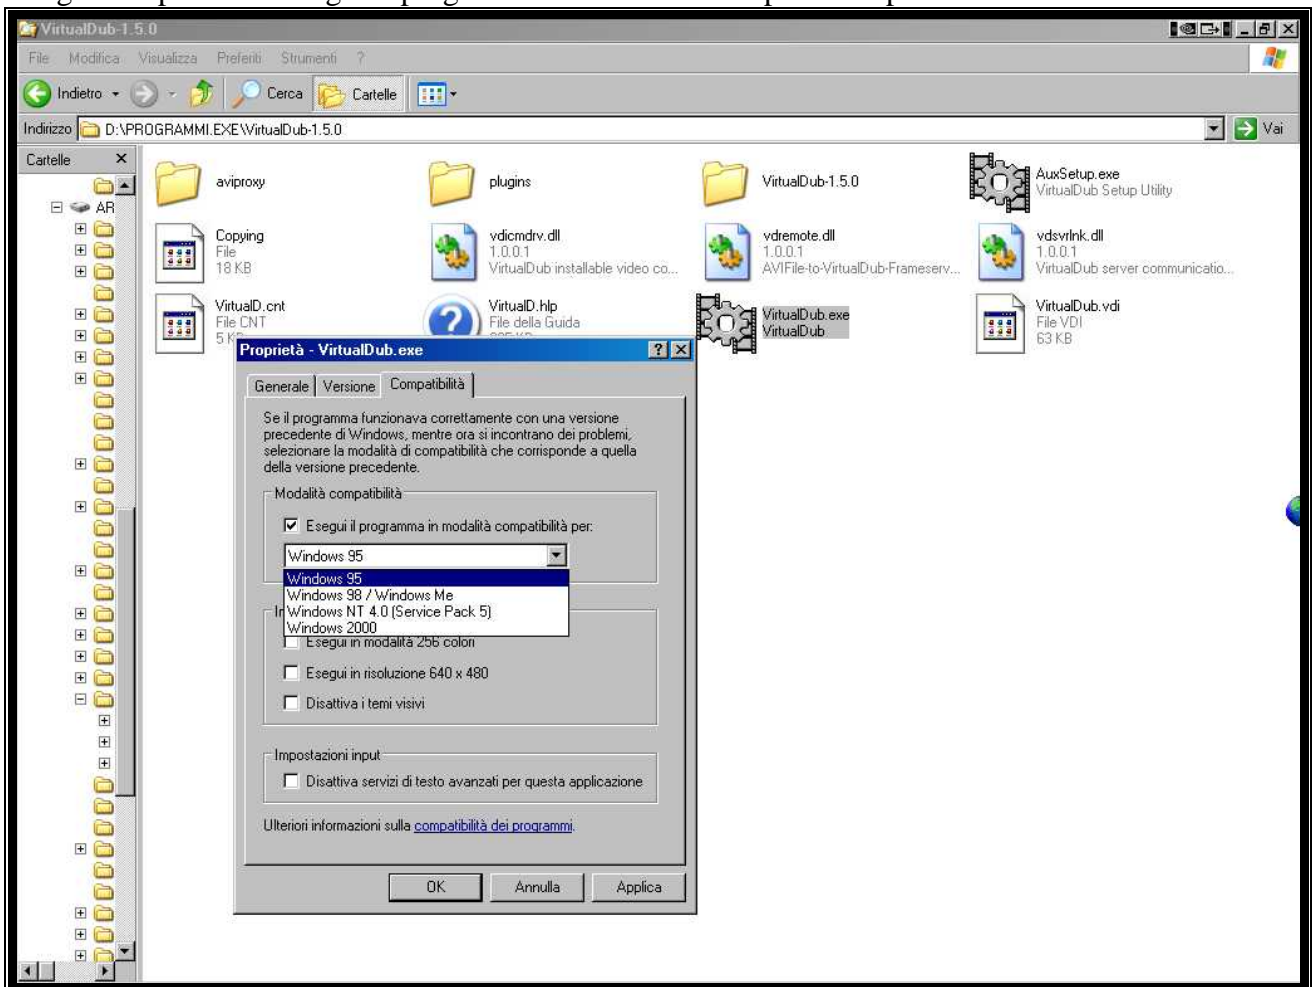 VirtualDub-1.5.0
File Modifica Visualizza Preferiti Strumenti ?
Indietro Cerca Cartelle
Indirizzo D:\PROGRAMMI.EXE\VirtualDub-1.5.0 Vai
Cartelle
AR
aviproxy
plugins
VirtualDub-1.5.0
AuxSetup.exe
VirtualDub Setup Utility
Copying
File
18 KB
vdicmdrv.dll
1.0.0.1
VirtualDub installable video co...
vdremote.dll
1.0.0.1
AVIFile-to-VirtualDub-Frameserv...
vdsvrlnk.dll
1.0.0.1
VirtualDub server communicatio...
VirtualD.cnt
File CNT
5 KB
VirtualD.hlp
File della Guida
VirtualDub.exe
VirtualDub
VirtualDub.vdi
File VDI
63 KB
Proprietà - VirtualDub.exe
Generale Versione Compatibilità
Se il programma funzionava correttamente con una versione
precedente di Windows, mentre ora si incontrano dei problemi,
selezionare la modalità di compatibilità che corrisponde a quella
della versione precedente.
Modalità compatibilità
Esegui il programma in modalità compatibilità per:
Windows 95
Windows 95
Windows 98 / Windows Me
Windows NT 4.0 (Service Pack 5)
Windows 2000
Esegui in modalità 256 colori
Esegui in risoluzione 640 x 480
Disattiva i temi visivi
Impostazioni input
Disattiva servizi di testo avanzati per questa applicazione
Ulteriori informazioni sulla compatibilità dei programmi.
OK Annulla Applica